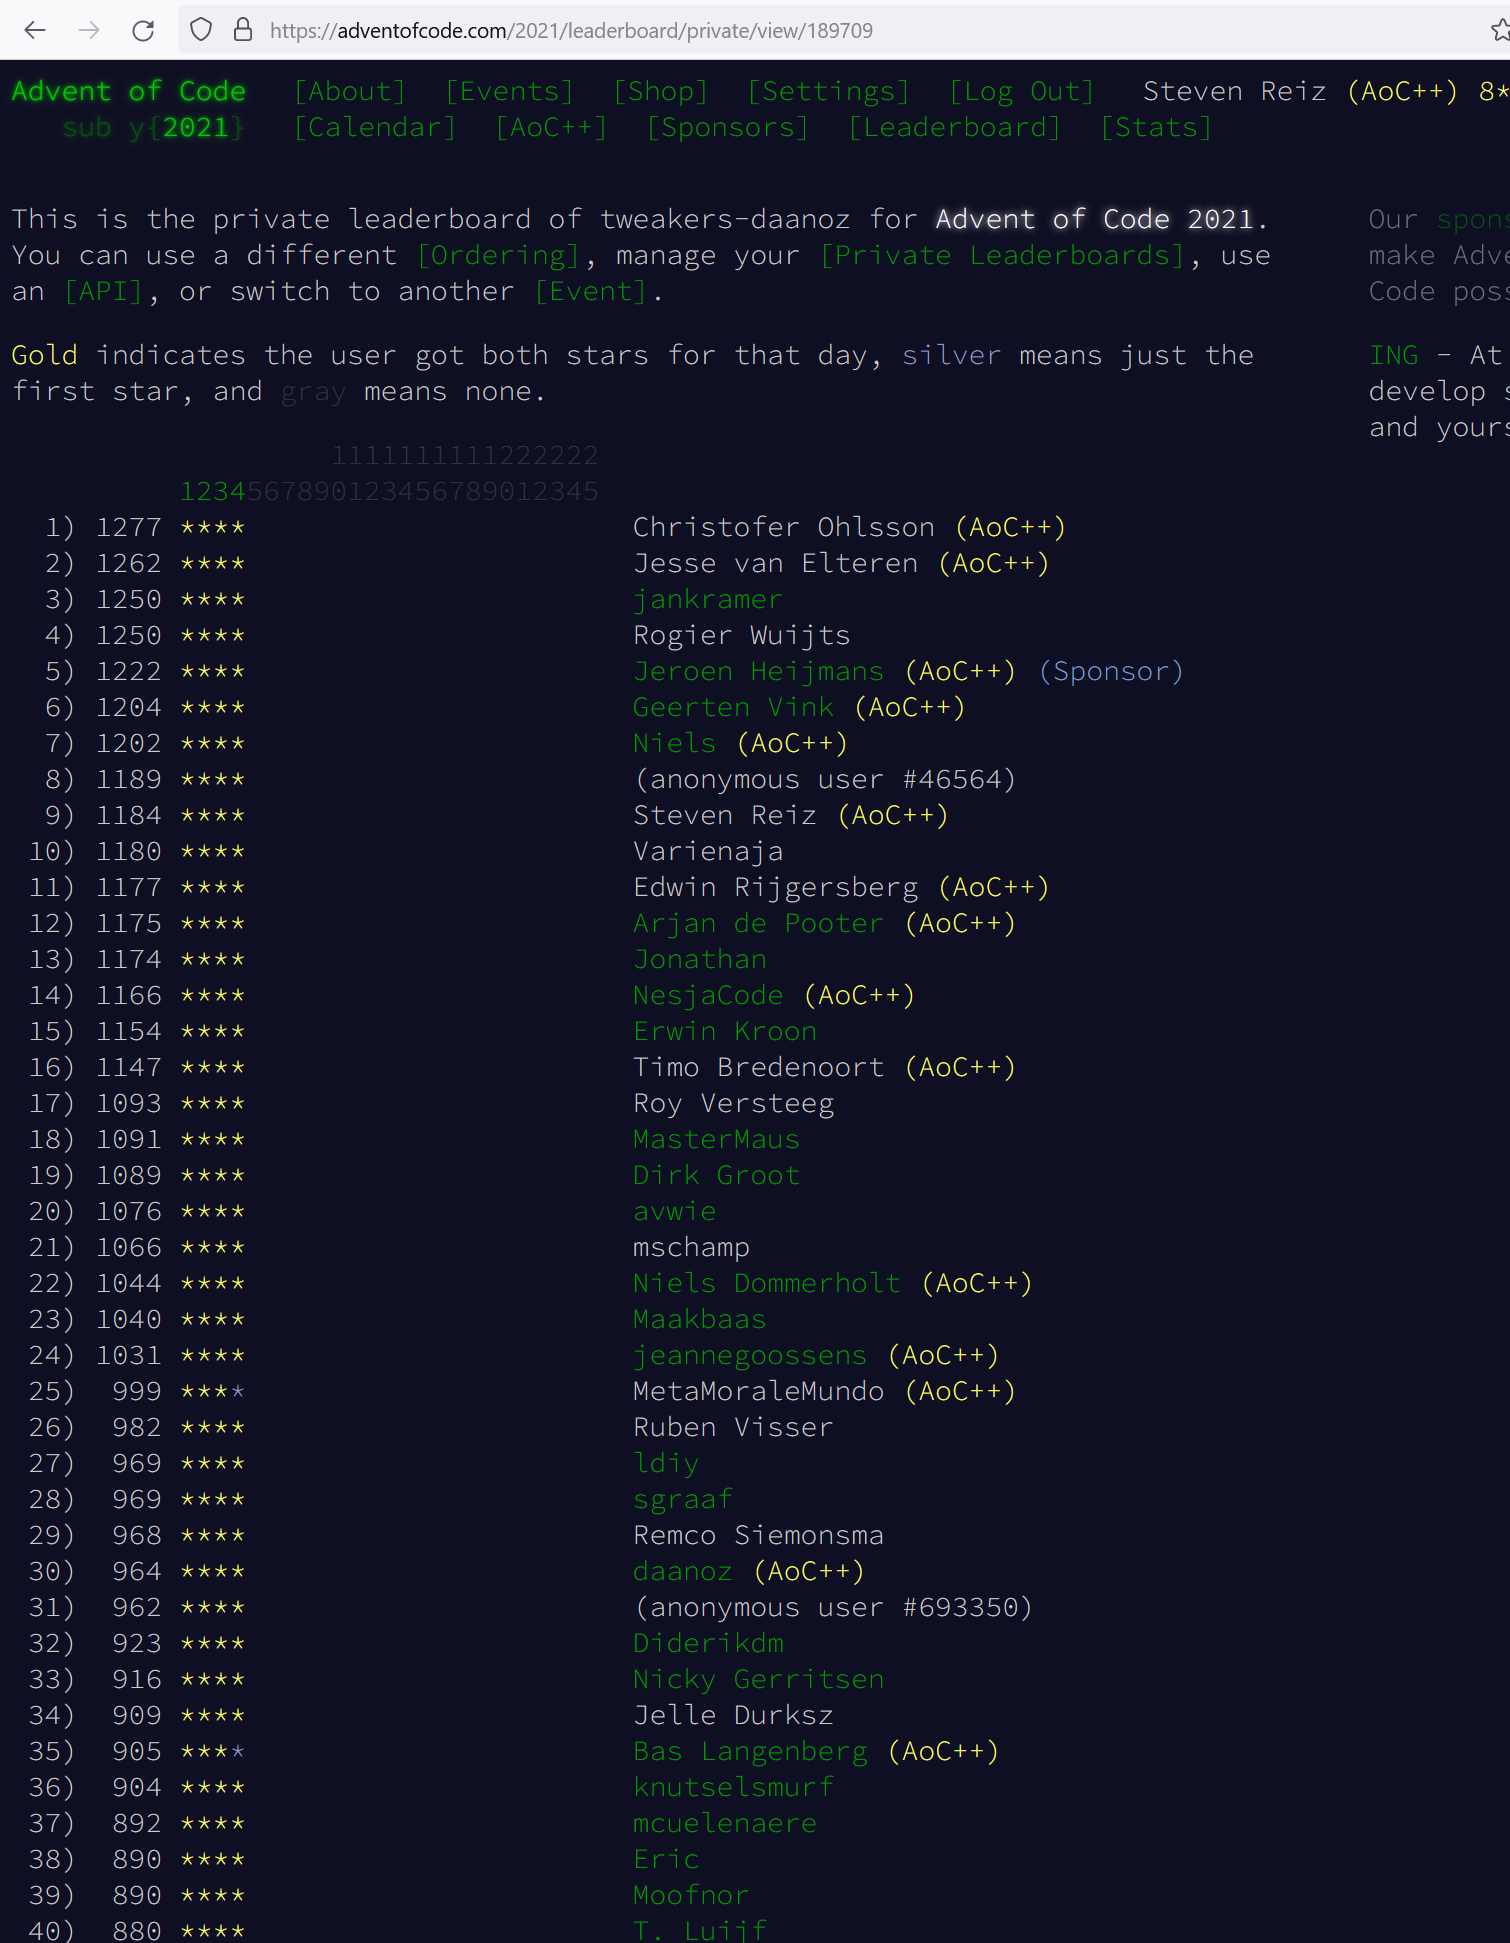 https://adventofcode.com/2021/leaderboard/private/view/189709
Advent of Code [About] [Events] [Shop] [Settings] [Log Out] Steven Reiz (AoC++) 8*
sub y{2021} [Calendar] [AoC++] [Sponsors] [Leaderboard] [Stats]
This is the private leaderboard of tweakers-daanoz for Advent of Code 2021.
You can use a different [Ordering], manage your [Private Leaderboards], use
an [API], or switch to another [Event].
Gold indicates the user got both stars for that day, silver means just the
first star, and gray means none.
Our spons
make Adve
Code poss
ING - At
develop s
and yours
1111111111222222
1234567890123456789012345
1) 1277 **** Christofer Ohlsson (AoC++)
2) 1262 **** Jesse van Elteren (AoC++)
3) 1250 **** jankramer
4) 1250 **** Rogier Wuijts
5) 1222 **** Jeroen Heijmans (AoC++) (Sponsor)
6) 1204 **** Geerten Vink (AoC++)
7) 1202 **** Niels (AoC++)
8) 1189 **** (anonymous user #46564)
9) 1184 **** Steven Reiz (AoC++)
10) 1180 **** Varienaja
11) 1177 **** Edwin Rijgersberg (AoC++)
12) 1175 **** Arjan de Pooter (AoC++)
13) 1174 **** Jonathan
14) 1166 **** NesjaCode (AoC++)
15) 1154 **** Erwin Kroon
16) 1147 **** Timo Bredenoort (AoC++)
17) 1093 **** Roy Versteeg
18) 1091 **** MasterMaus
19) 1089 **** Dirk Groot
20) 1076 **** avwie
21) 1066 **** mschamp
22) 1044 **** Niels Dommerholt (AoC++)
23) 1040 **** Maakbaas
24) 1031 **** jeannegoossens (AoC++)
25) 999 **** MetaMoraleMundo (AoC++)
26) 982 **** Ruben Visser
27) 969 **** ldiy
28) 969 **** sgraaf
29) 968 **** Remco Siemonsma
30) 964 **** daanoz (AoC++)
31) 962 **** (anonymous user #693350)
32) 923 **** Diderikdm
33) 916 **** Nicky Gerritsen
34) 909 **** Jelle Durksz
35) 905 **** Bas Langenberg (AoC++)
36) 904 **** knutselsmurf
37) 892 **** mcuelenaere
38) 890 **** Eric
39) 890 **** Moofnor
40) 880 **** T. Luijf